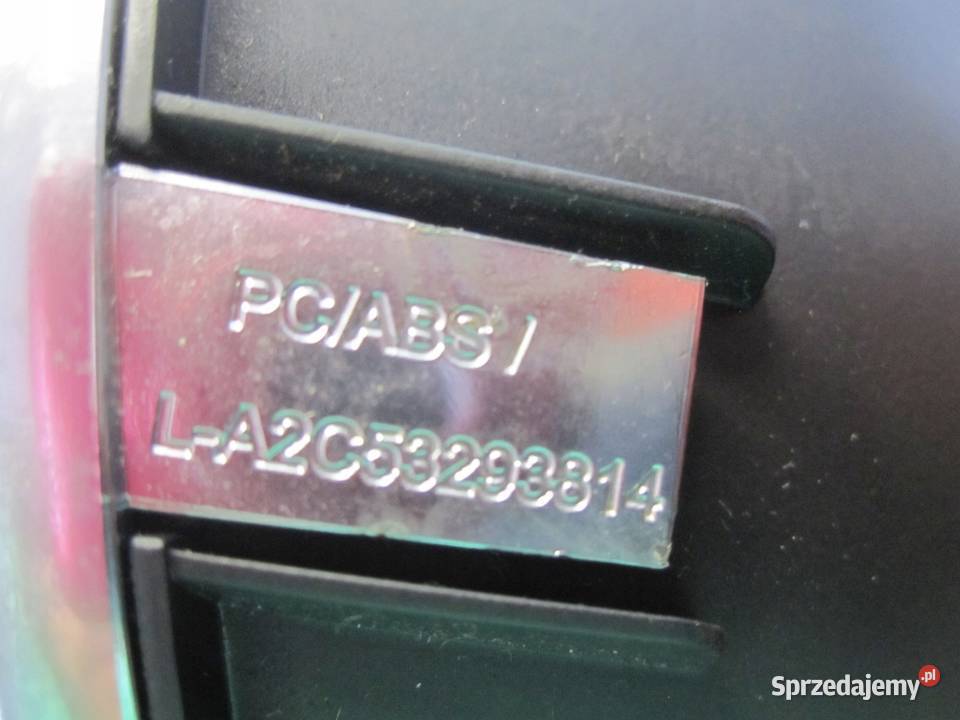 PC/ABS /
L-A2C53293814
Sprzedajemy.pl